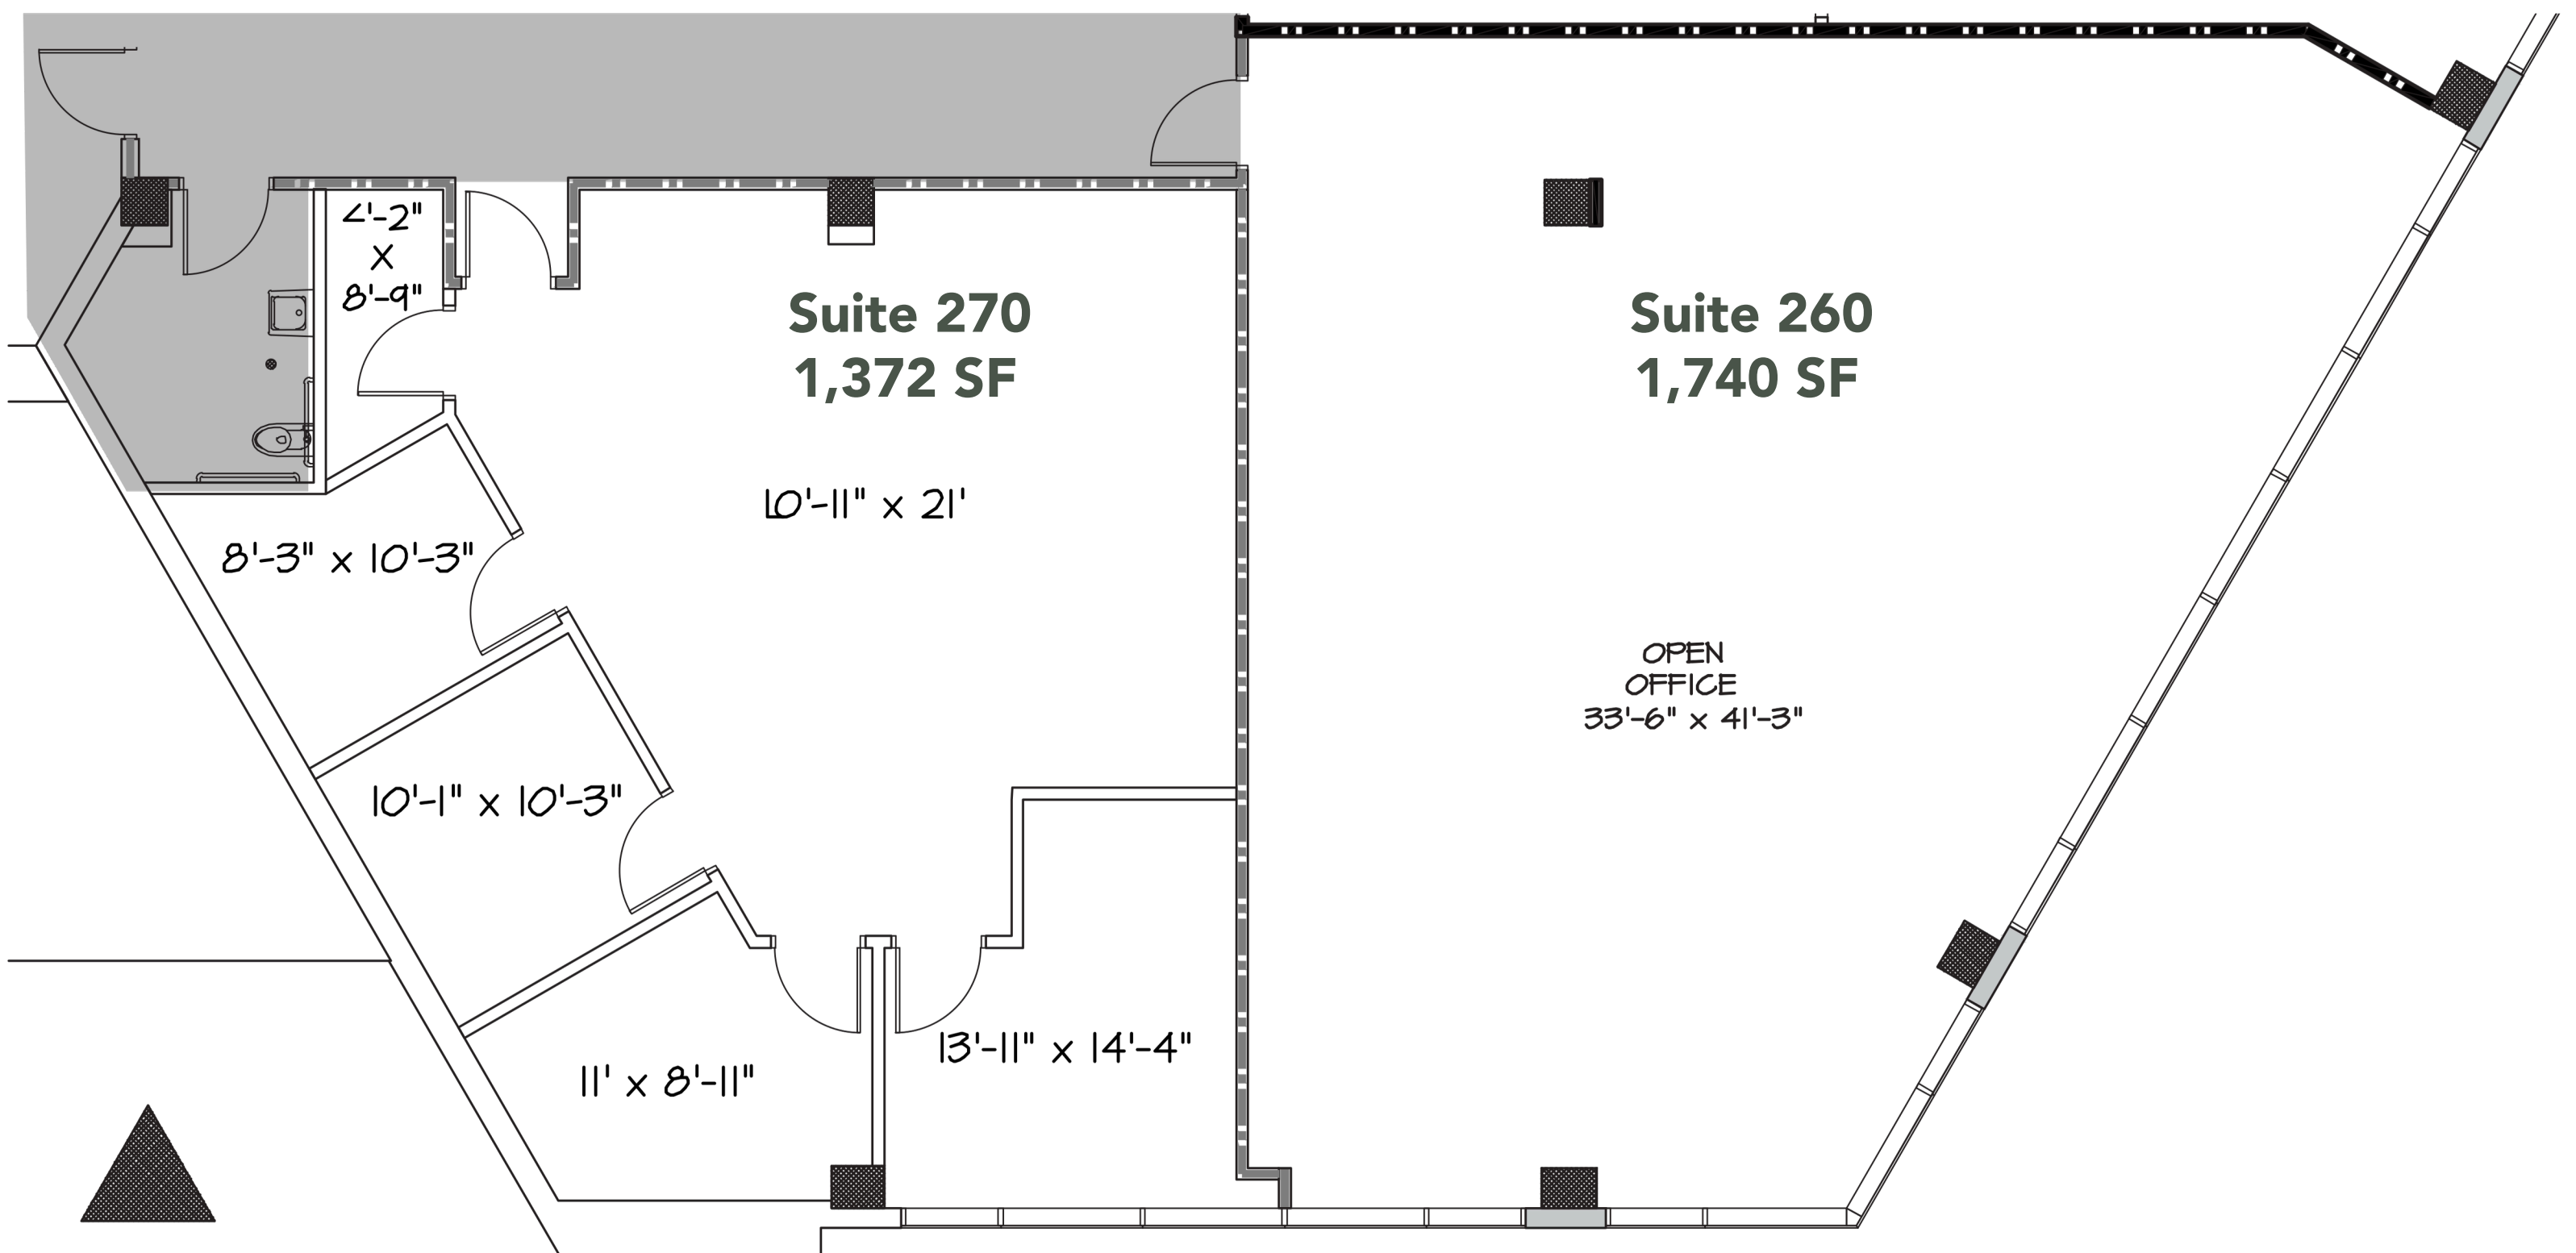 4'-2"
x
8'-9"
Suite 270
1,372 SF
Suite 260
1,740 SF
10'-11" x 21'
8'-3" x 10'-3"
OPEN
OFFICE
33'-6" x 41'-3"
10'-1" x 10'-3"
13'-11" x 14'-4"
11' x 8'-11"